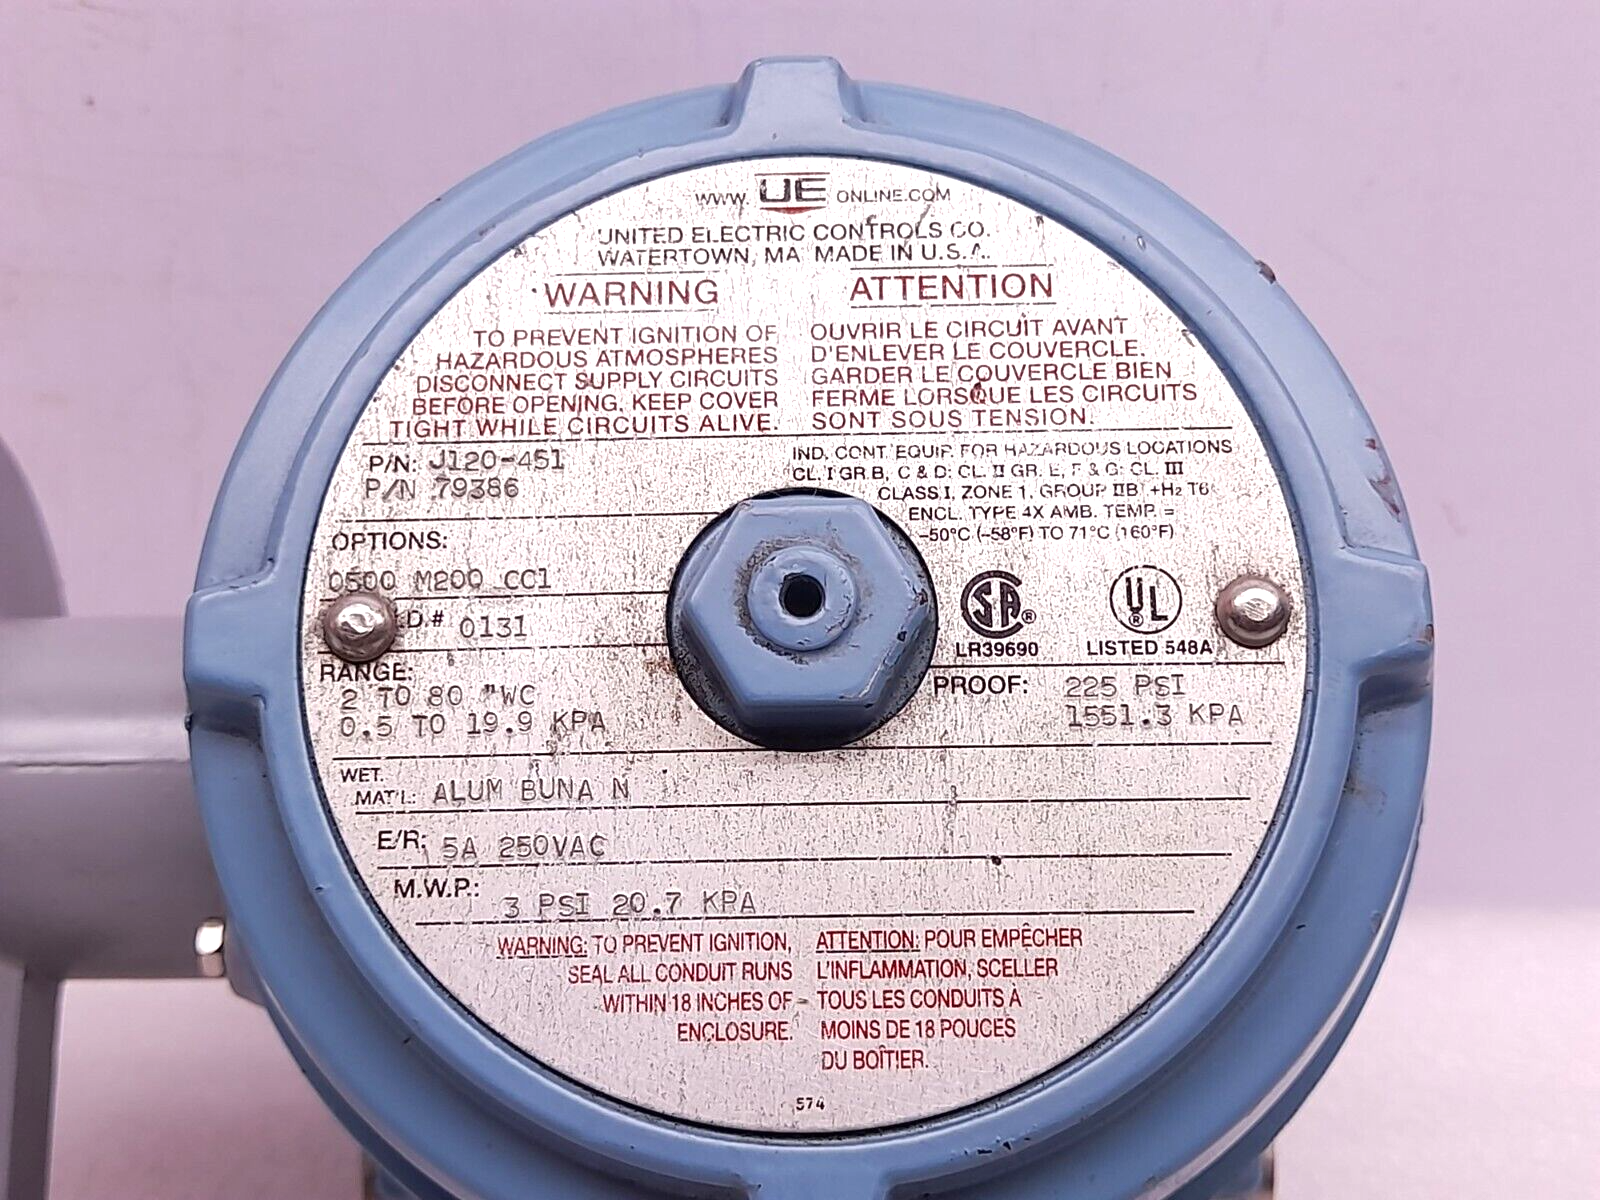 WWW. UE ONLINE.COM
UNITED ELECTRIC CONTROLS CO.
WATERTOWN, MA MADE IN U.S.A.
WARNING
TO PREVENT IGNITION OF
HAZARDOUS ATMOSPHERES
DISCONNECT SUPPLY CIRCUITS
BEFORE OPENING. KEEP COVER
TIGHT WHILE CIRCUITS ALIVE.
ATTENTION
OUVRIR LE CIRCUIT AVANT
D'ENLEVER LE COUVERCLE.
GARDER LE COUVERCLE BIEN
FERME LORSQUE LES CIRCUITS
SONT SOUS TENSION.
P/N: J120-451
P/N 79386
IND. CONT. EQUIP. FOR HAZARDOUS LOCATIONS
CL. I GR. B, C & D; CL. II GR. E, F & G; CL. III
CLASS I, ZONE 1, GROUP IIB +H₂ T6
ENCL. TYPE 4X AMB. TEMP. =
-50°C (-58°F) TO 71°C (160°F)
OPTIONS:
0500 M200 CC1
D.# 0131
SA ®
LR39690
UL ®
LISTED 548A
RANGE:
2 TO 80 "WC
0.5 TO 19.9 KPA
PROOF: 225 PSI
1551.3 KPA
WET.
MAT'L: ALUM BUNA N
E/R: 5A 250VAC
M.W.P.: 3 PSI 20.7 KPA
WARNING: TO PREVENT IGNITION,
SEAL ALL CONDUIT RUNS
WITHIN 18 INCHES OF
ENCLOSURE.
ATTENTION: POUR EMPÊCHER
L'INFLAMMATION, SCELLER
TOUS LES CONDUITS À
MOINS DE 18 POUCES
DU BOÎTIER.
574